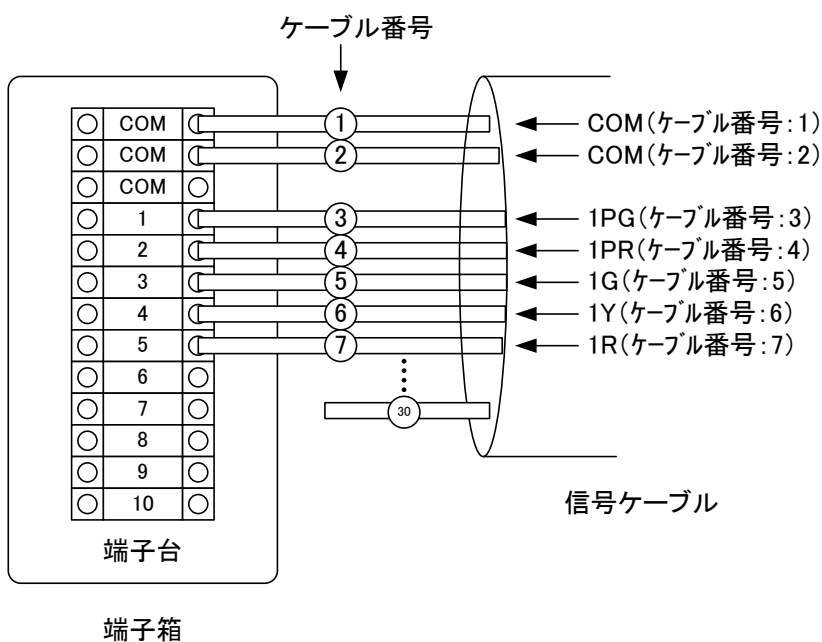 ケーブル番号
COM ① COM(ｹｰﾌﾞﾙ番号:1)
COM ② COM(ｹｰﾌﾞﾙ番号:2)
COM
1 ③ 1PG(ｹｰﾌﾞﾙ番号:3)
2 ④ 1PR(ｹｰﾌﾞﾙ番号:4)
3 ⑤ 1G(ｹｰﾌﾞﾙ番号:5)
4 ⑥ 1Y(ｹｰﾌﾞﾙ番号:6)
5 ⑦ 1R(ｹｰﾌﾞﾙ番号:7)
6
7 30
8
9
10
信号ケーブル
端子台
端子箱